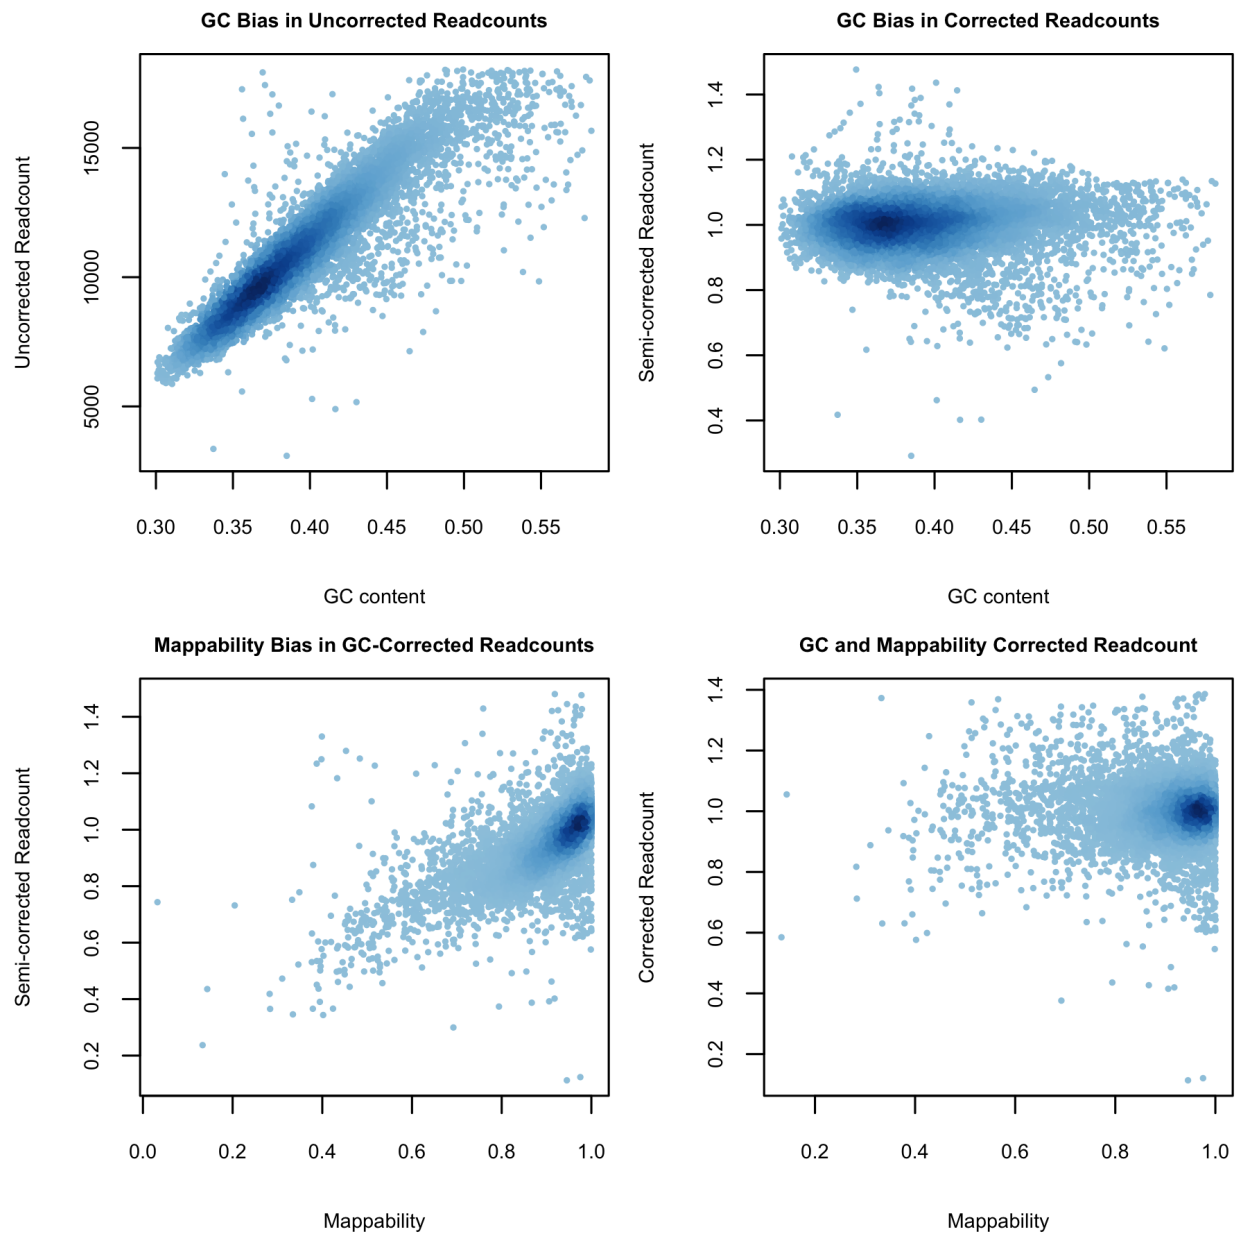 GC Bias in Uncorrected Readcounts
Uncorrected Readcount
15000
10000
5000
0.30 0.35 0.40 0.45 0.50 0.55
GC content
GC Bias in Corrected Readcounts
Semi-corrected Readcount
1.4
1.2
1.0
0.8
0.6
0.4
0.30 0.35 0.40 0.45 0.50 0.55
GC content
Mappability Bias in GC-Corrected Readcounts
Semi-corrected Readcount
1.4
1.2
1.0
0.8
0.6
0.4
0.2
0.0 0.2 0.4 0.6 0.8 1.0
Mappability
GC and Mappability Corrected Readcount
Corrected Readcount
1.4
1.2
1.0
0.8
0.6
0.4
0.2
0.2 0.4 0.6 0.8 1.0
Mappability